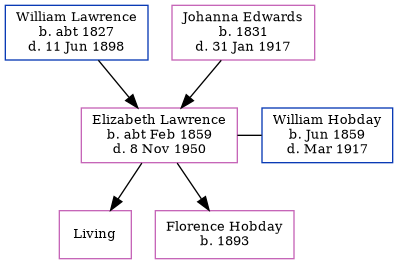 William Lawrence
b. abt 1827
d. 11 Jun 1898
Johanna Edwards
b. 1831
d. 31 Jan 1917
Elizabeth Lawrence
b. abt Feb 1859
d. 8 Nov 1950
William Hobday
b. Jun 1859
d. Mar 1917
Living
Florence Hobday
b. 1893